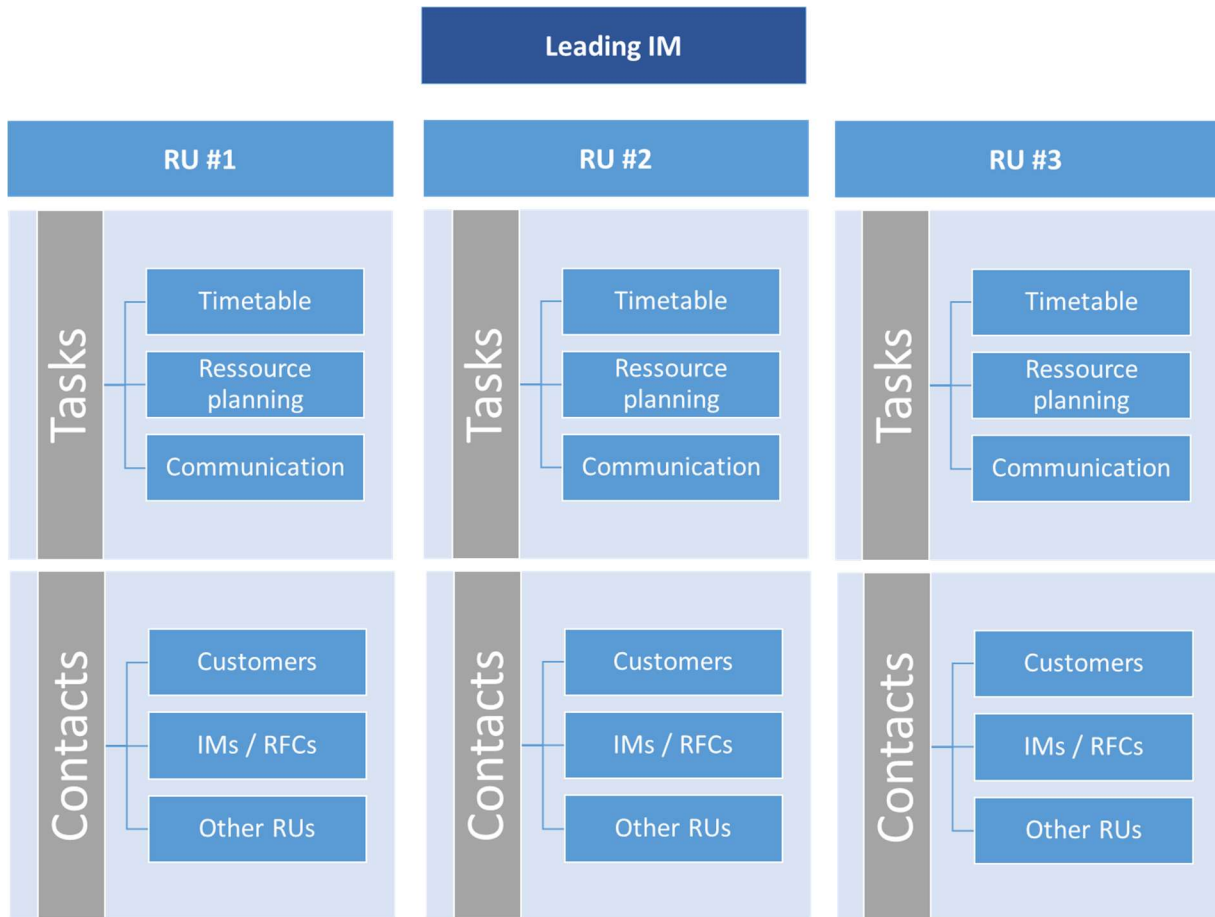 Leading IM
RU #1
RU #2
RU #3
Tasks
Timetable
Ressource
planning
Communication
Tasks
Timetable
Ressource
planning
Communication
Tasks
Timetable
Ressource
planning
Communication
Contacts
Customers
IMs / RFCs
Other RUs
Contacts
Customers
IMs / RFCs
Other RUs
Contacts
Customers
IMs / RFCs
Other RUs